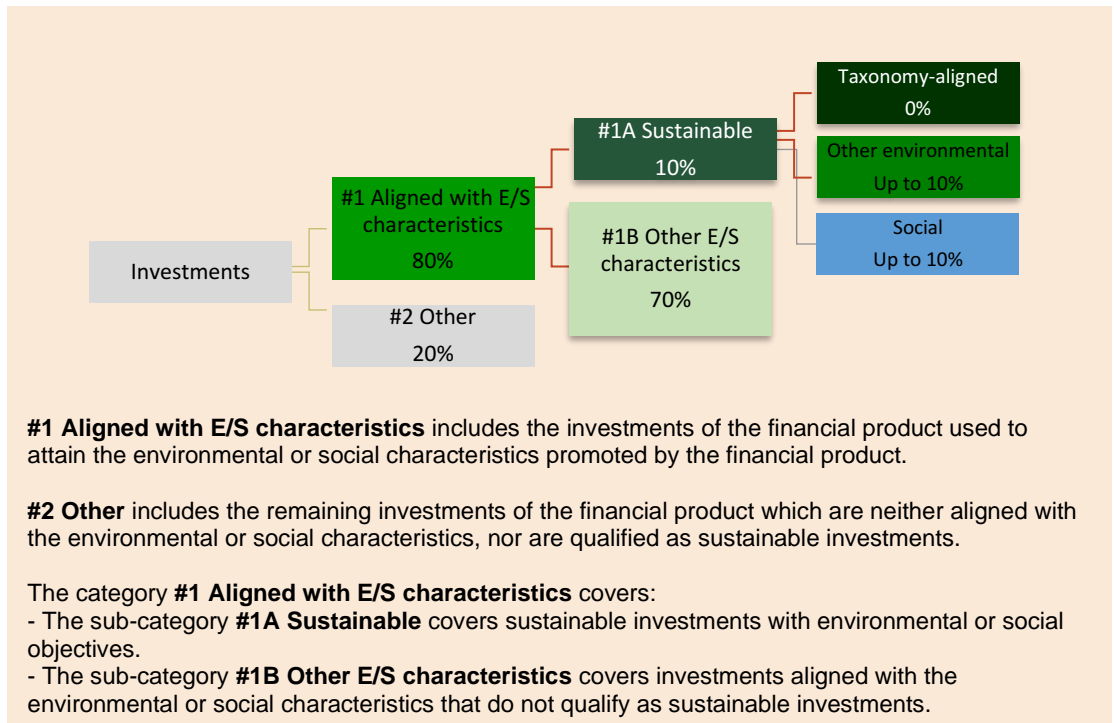 Taxonomy-aligned
0%
#1A Sustainable
10%
Other environmental
Up to 10%
#1 Aligned with E/S
characteristics
80%
#1B Other E/S
characteristics
70%
Social
Up to 10%
Investments
#2 Other
20%
#1 Aligned with E/S characteristics includes the investments of the financial product used to
attain the environmental or social characteristics promoted by the financial product.
#2 Other includes the remaining investments of the financial product which are neither aligned with
the environmental or social characteristics, nor are qualified as sustainable investments.
The category #1 Aligned with E/S characteristics covers:
- The sub-category #1A Sustainable covers sustainable investments with environmental or social
objectives.
- The sub-category #1B Other E/S characteristics covers investments aligned with the
environmental or social characteristics that do not qualify as sustainable investments.